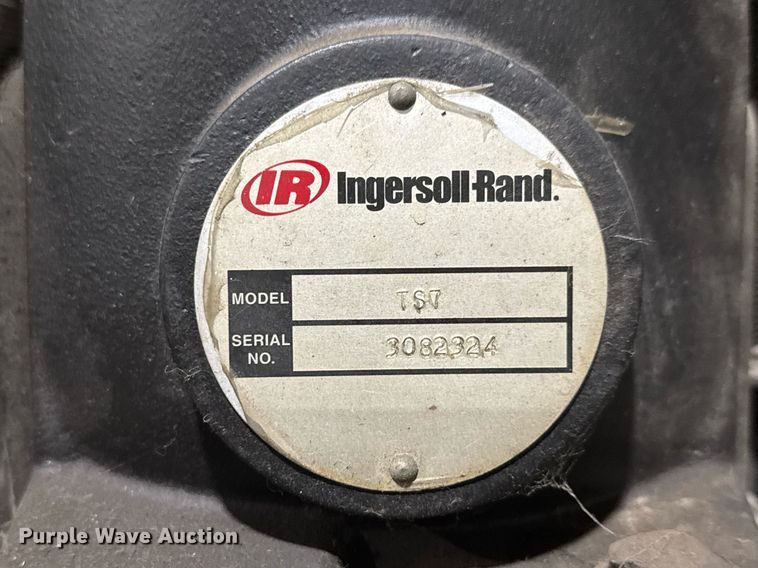 IR Ingersoll-Rand.
MODEL TS7
SERIAL NO. 3082324
Purple Wave Auction